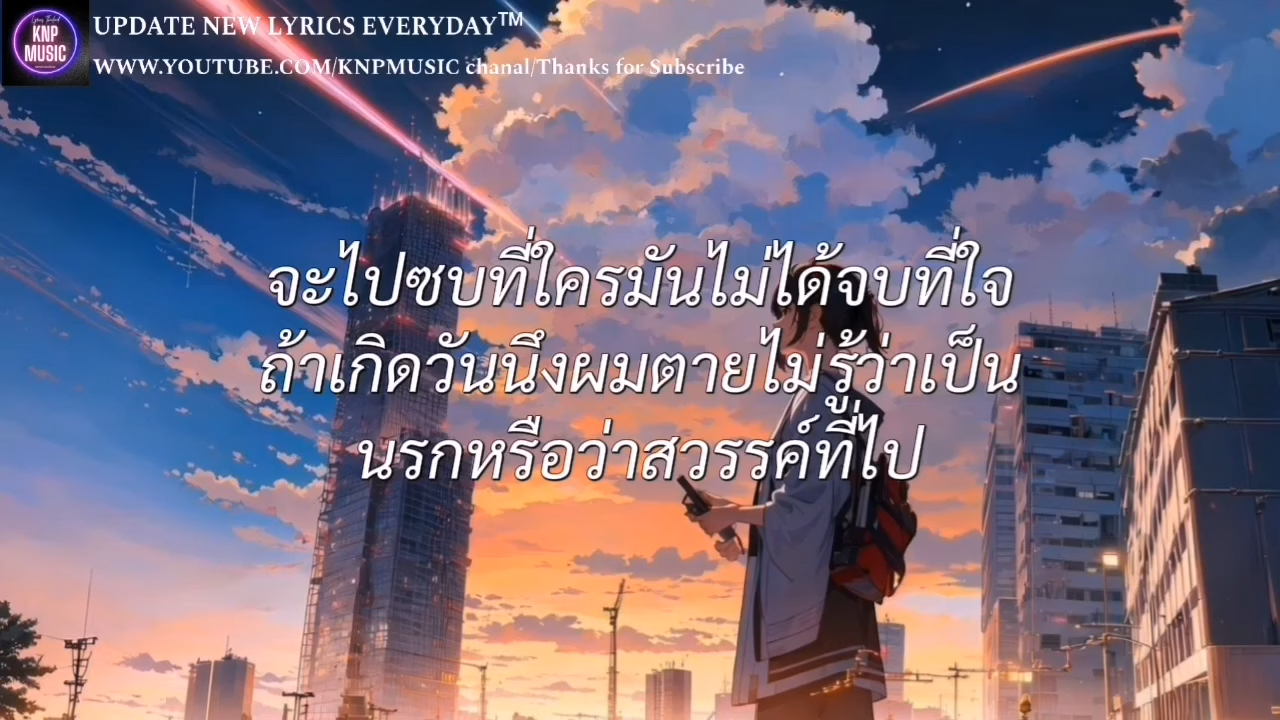 UPDATE NEW LYRICS EVERYDAY™
WWW.YOUTUBE.COM/KNPMUSIC chanal/Thanks for Subscribe
KNP
MUSIC
จะไปซบที่ใครมันไม่ได้จบที่ใจ
ถ้าเกิดวันนึงผมตายไม่รู้ว่าเป็น
นรกหรือว่าสวรรค์ที่ไป